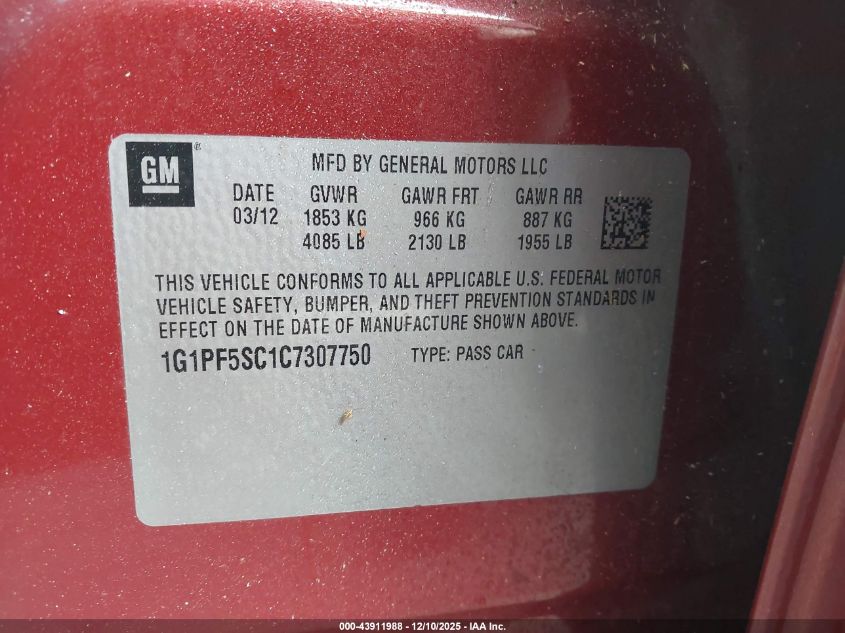 GM ®
MFD BY GENERAL MOTORS LLC
DATE GVWR GAWR FRT GAWR RR
03/12 1853 KG 966 KG 887 KG
4085 LB 2130 LB 1955 LB
THIS VEHICLE CONFORMS TO ALL APPLICABLE U.S. FEDERAL MOTOR
VEHICLE SAFETY, BUMPER, AND THEFT PREVENTION STANDARDS IN
EFFECT ON THE DATE OF MANUFACTURE SHOWN ABOVE.
1G1PF5SC1C7307750 TYPE: PASS CAR
000-43911988 - 12/10/2025 - IAA Inc.